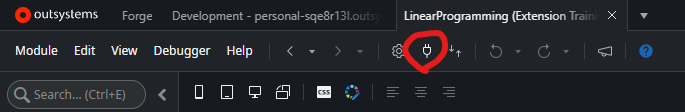 outsystems Forge Development - personal-sqe8r13l.outsy LinearProgramming (Extension Traini
Module Edit View Debugger Help ?
Search... (Ctrl+E) CSS